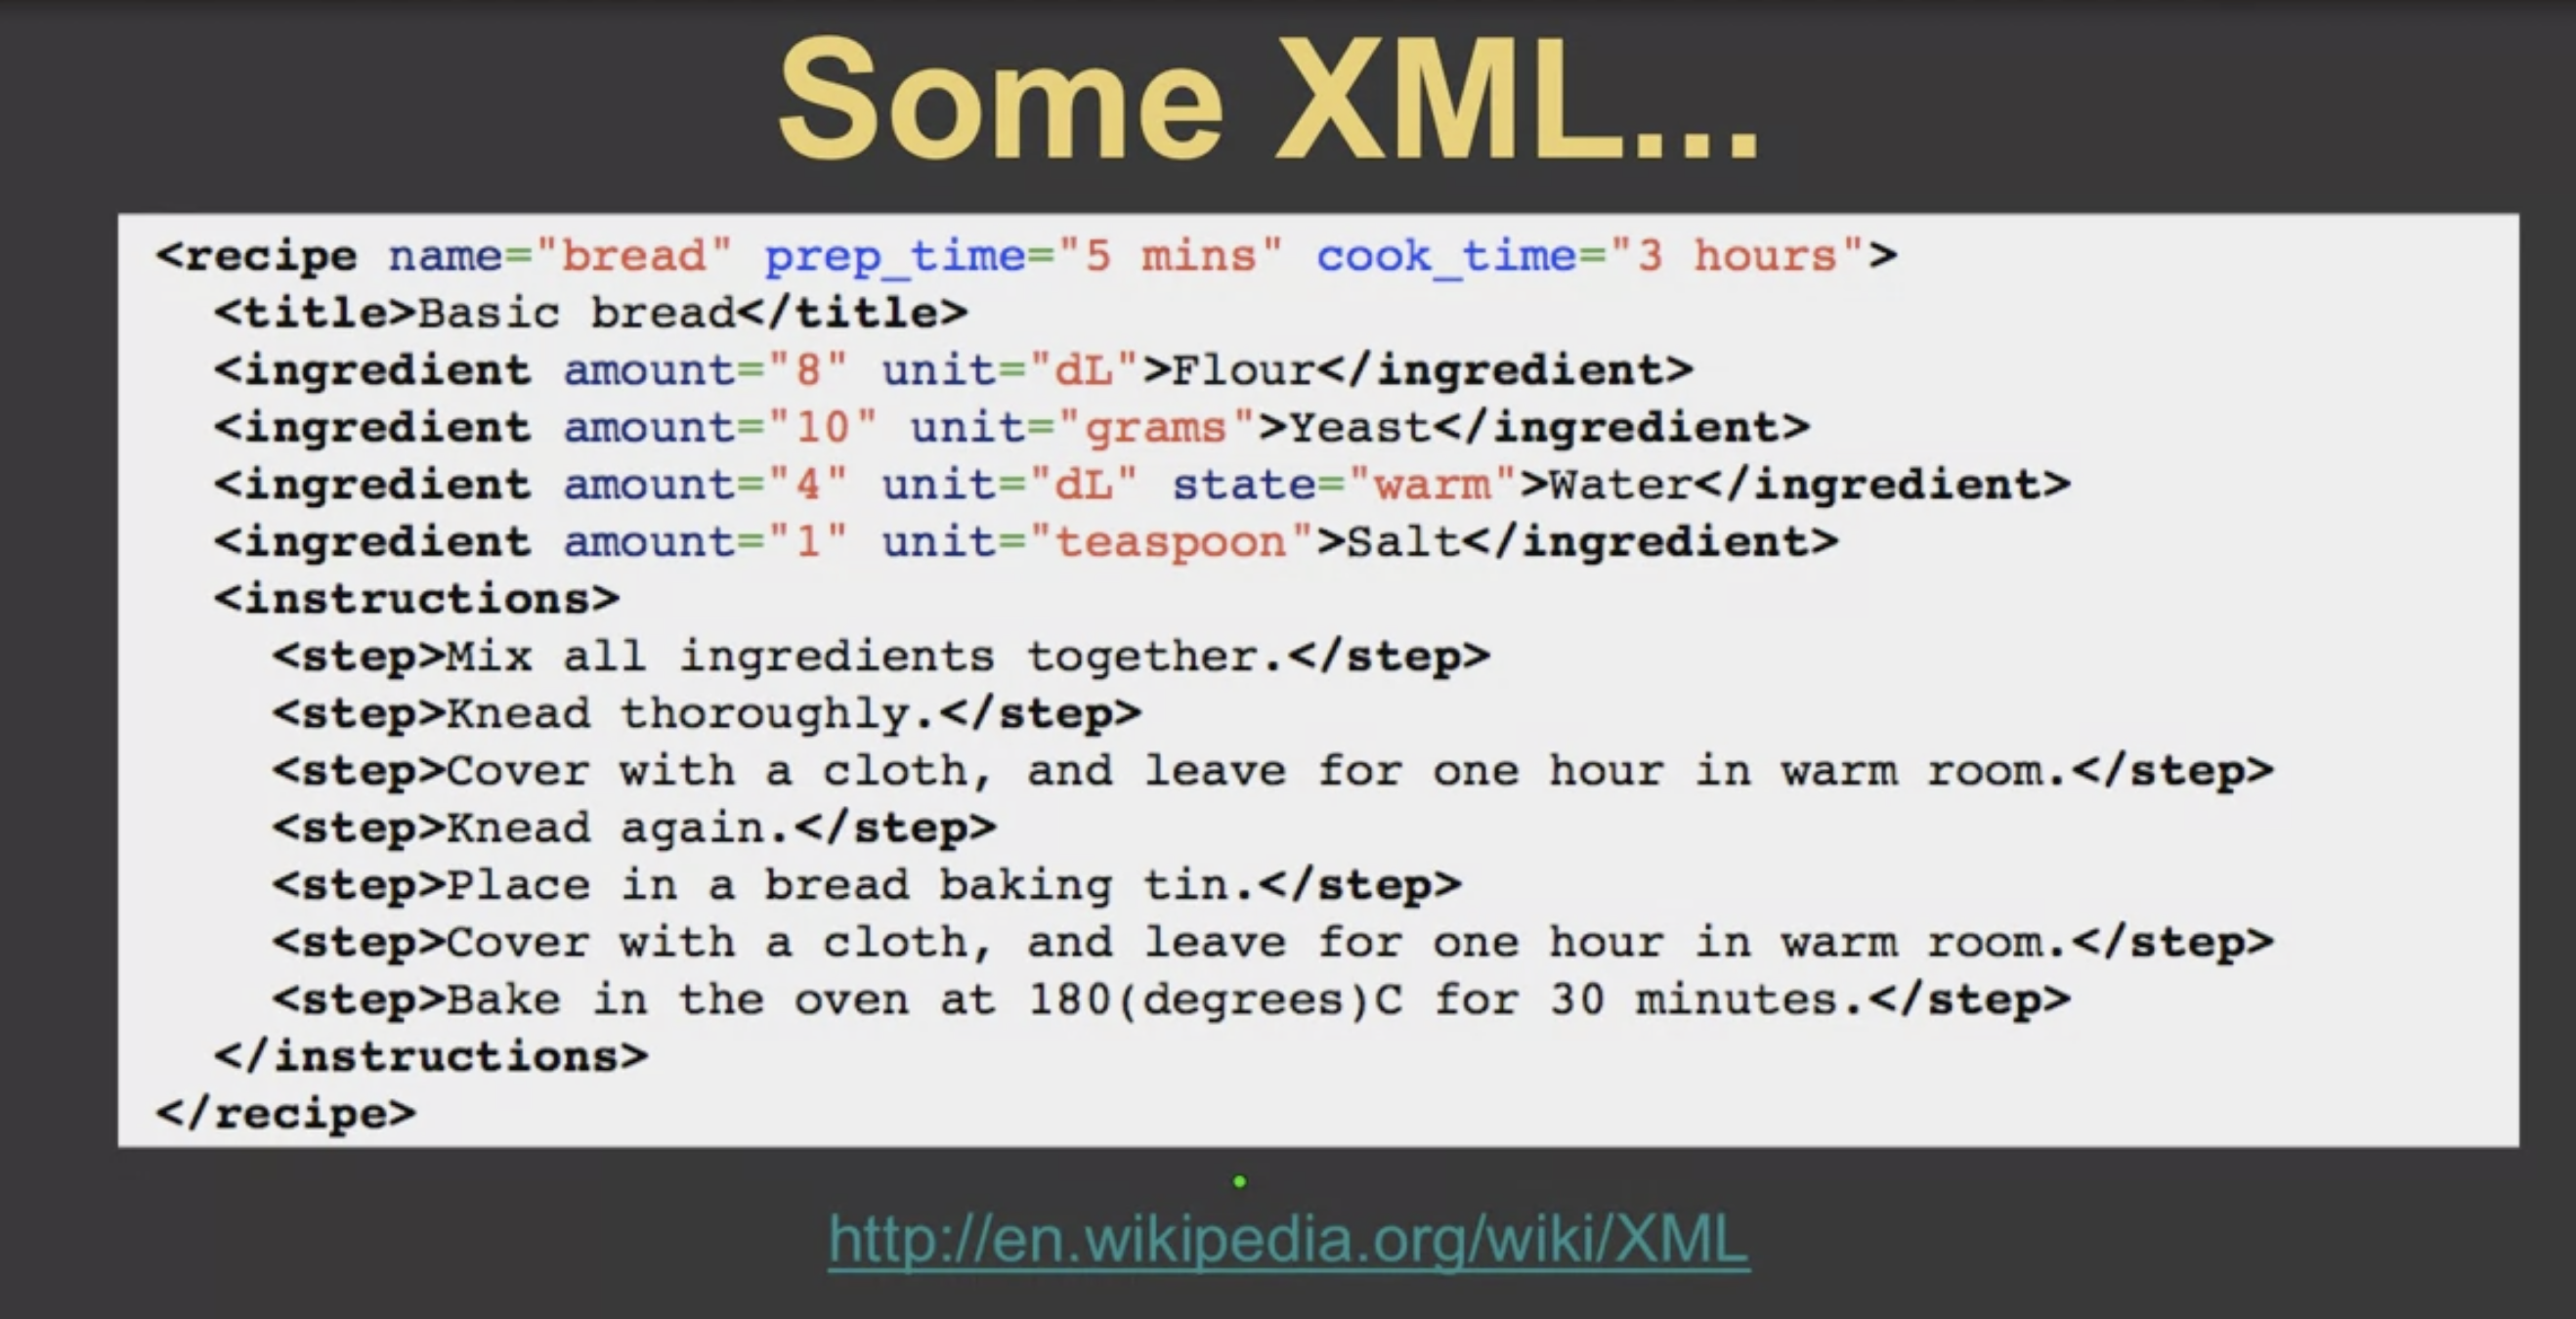 Some XML...
<recipe name="bread" prep_time="5 mins" cook_time="3 hours">
<title>Basic bread</title>
<ingredient amount="8" unit="dL">Flour</ingredient>
<ingredient amount="10" unit="grams">Yeast</ingredient>
<ingredient amount="4" unit="dL" state="warm">Water</ingredient>
<ingredient amount="1" unit="teaspoon">Salt</ingredient>
<instructions>
<step>Mix all ingredients together.</step>
<step>Knead thoroughly.</step>
<step>Cover with a cloth, and leave for one hour in warm room.</step>
<step>Knead again.</step>
<step>Place in a bread baking tin.</step>
<step>Cover with a cloth, and leave for one hour in warm room.</step>
<step>Bake in the oven at 180(degrees)C for 30 minutes.</step>
</instructions>
</recipe>
http://en.wikipedia.org/wiki/XML